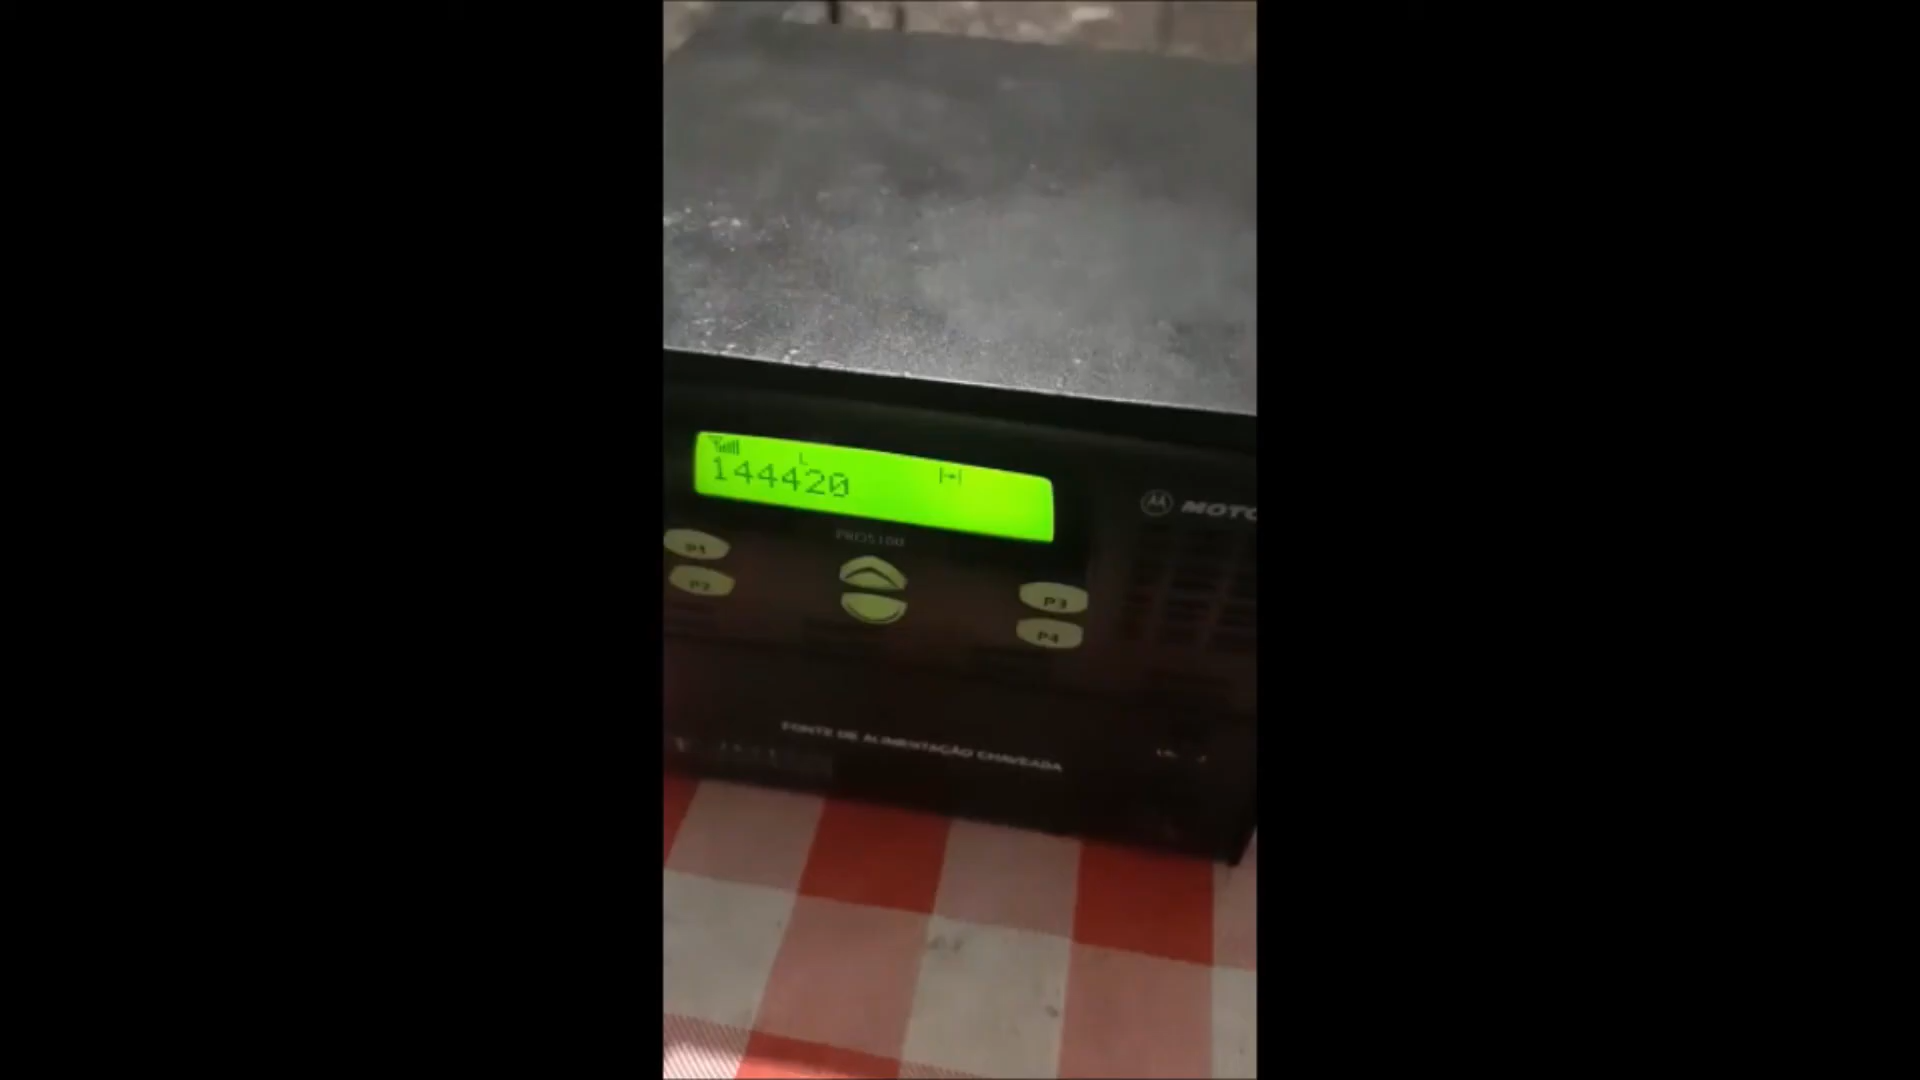 L
144420
MOTO
PRO5100
P1
P2
P3
P4
FONTE DE ALIMENTAÇÃO CHAVEADA